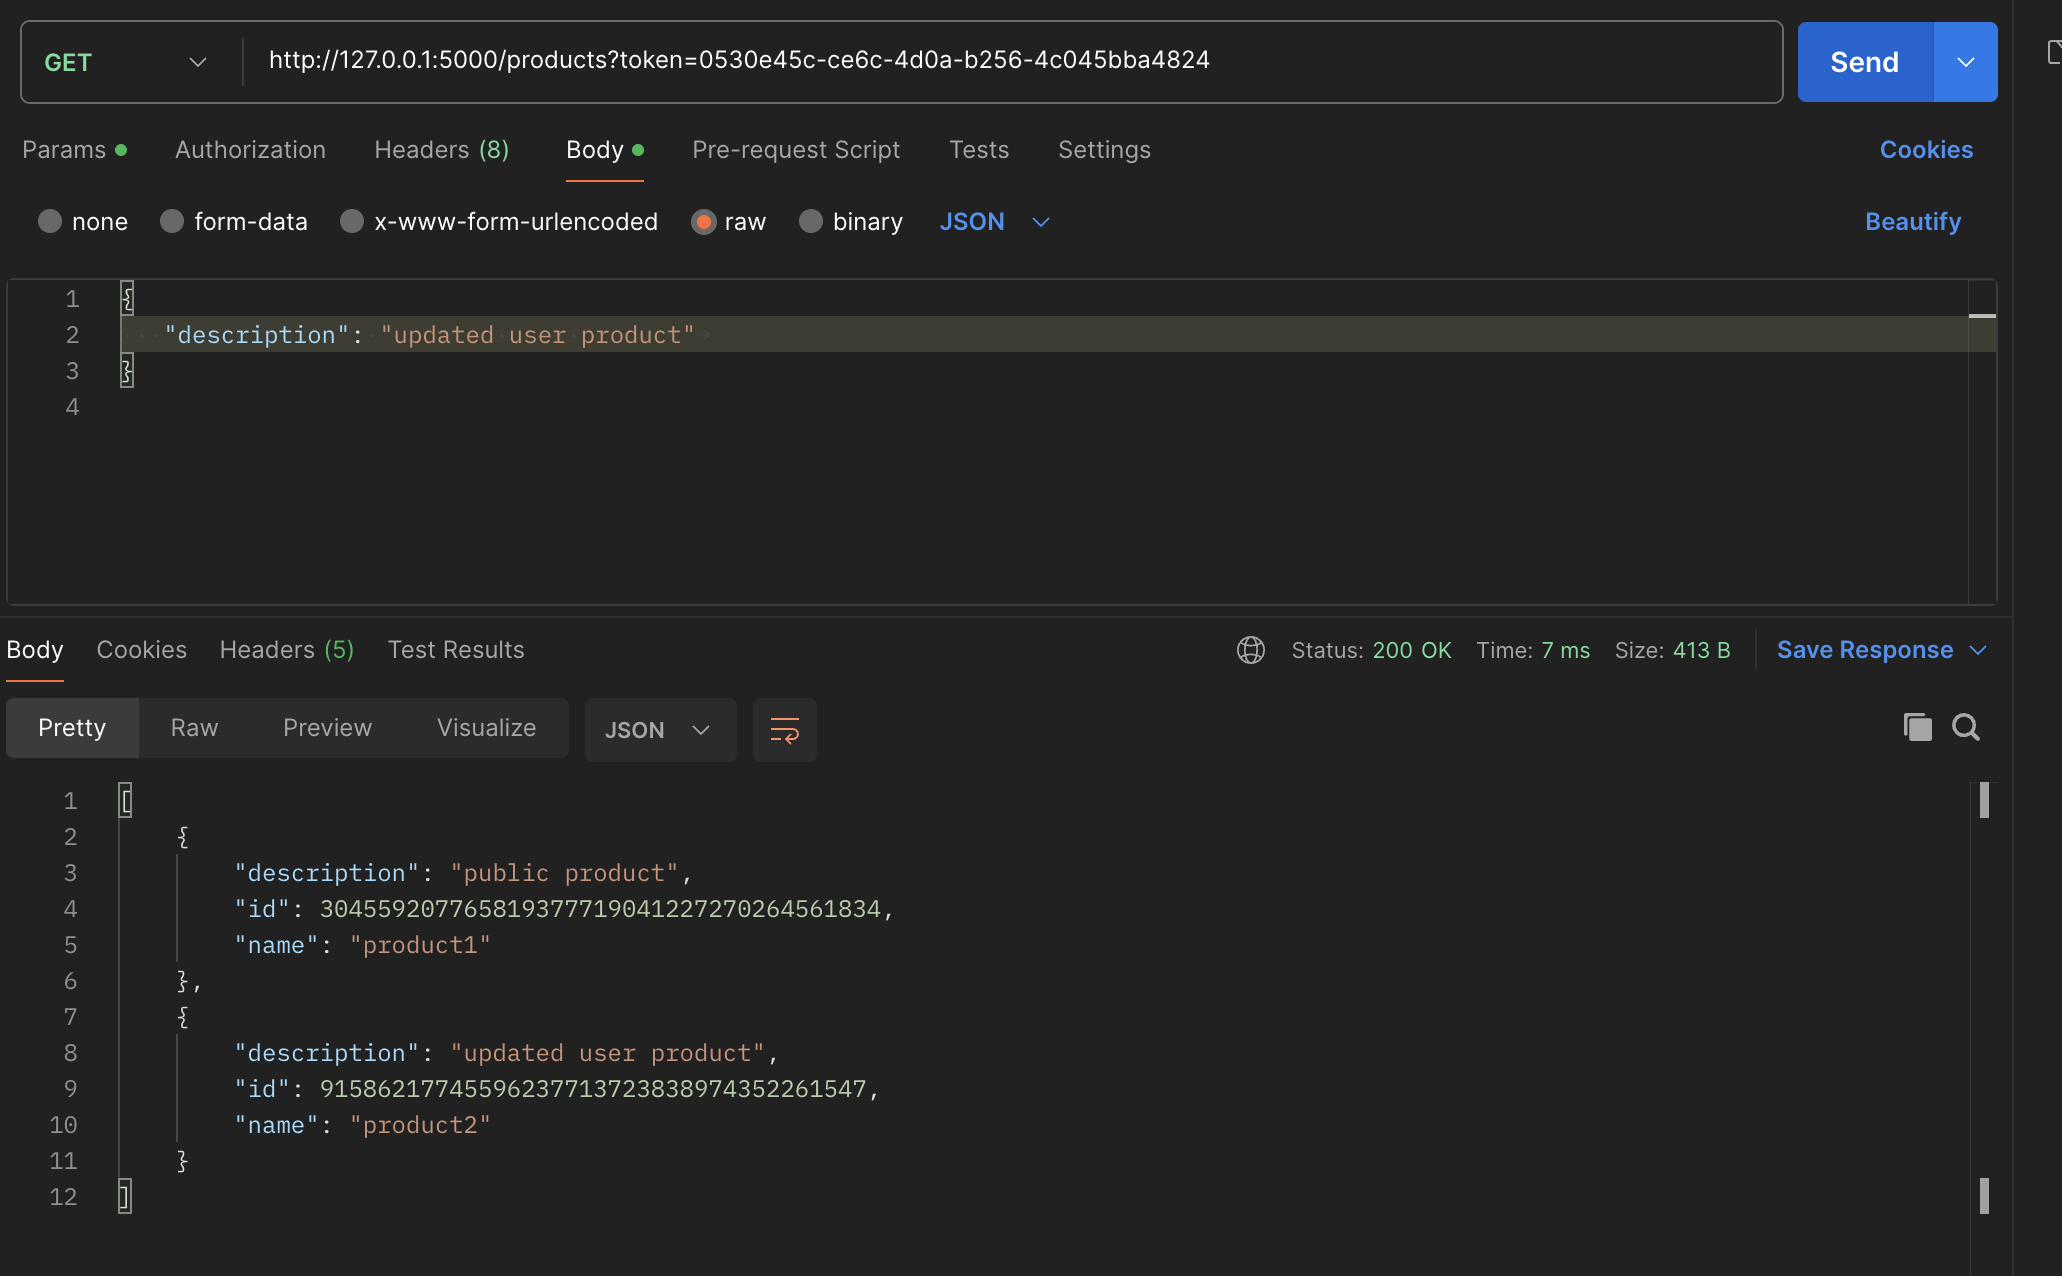 GET http://127.0.0.1:5000/products?token=0530e45c-ce6c-4d0a-b256-4c045bba4824 Send
Params Authorization Headers (8) Body Pre-request Script Tests Settings Cookies
none form-data x-www-form-urlencoded raw binary JSON Beautify
1 {
2 "description": "updated user product"
3 }
4
Body Cookies Headers (5) Test Results Status: 200 OK Time: 7 ms Size: 413 B Save Response
Pretty Raw Preview Visualize JSON
1 [
2 {
3 "description": "public product",
4 "id": 304559207765819377719041227270264561834,
5 "name": "product1"
6 },
7 {
8 "description": "updated user product",
9 "id": 91586217745596237713723838974352261547,
10 "name": "product2"
11 }
12 ]